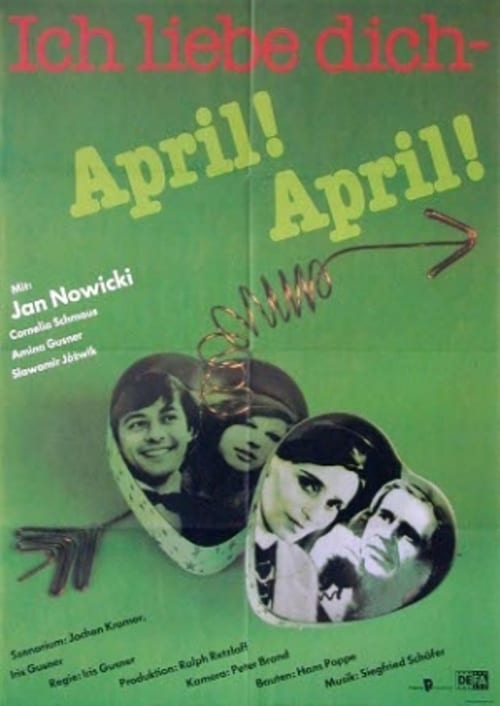 Ich liebe dich-
April!
April!
Mit:
Jan Nowicki
Cornelia Schmaus
Amina Gusner
Slawomir Jóźwik
Szenarium: Jochen Kramer,
Iris Gusner
Regie: Iris Gusner
Produktion: Ralph Retzlaff
Kamera: Peter Brand
Bauten: Hans Poppe
Musik: Siegfried Schäfer
DEFA